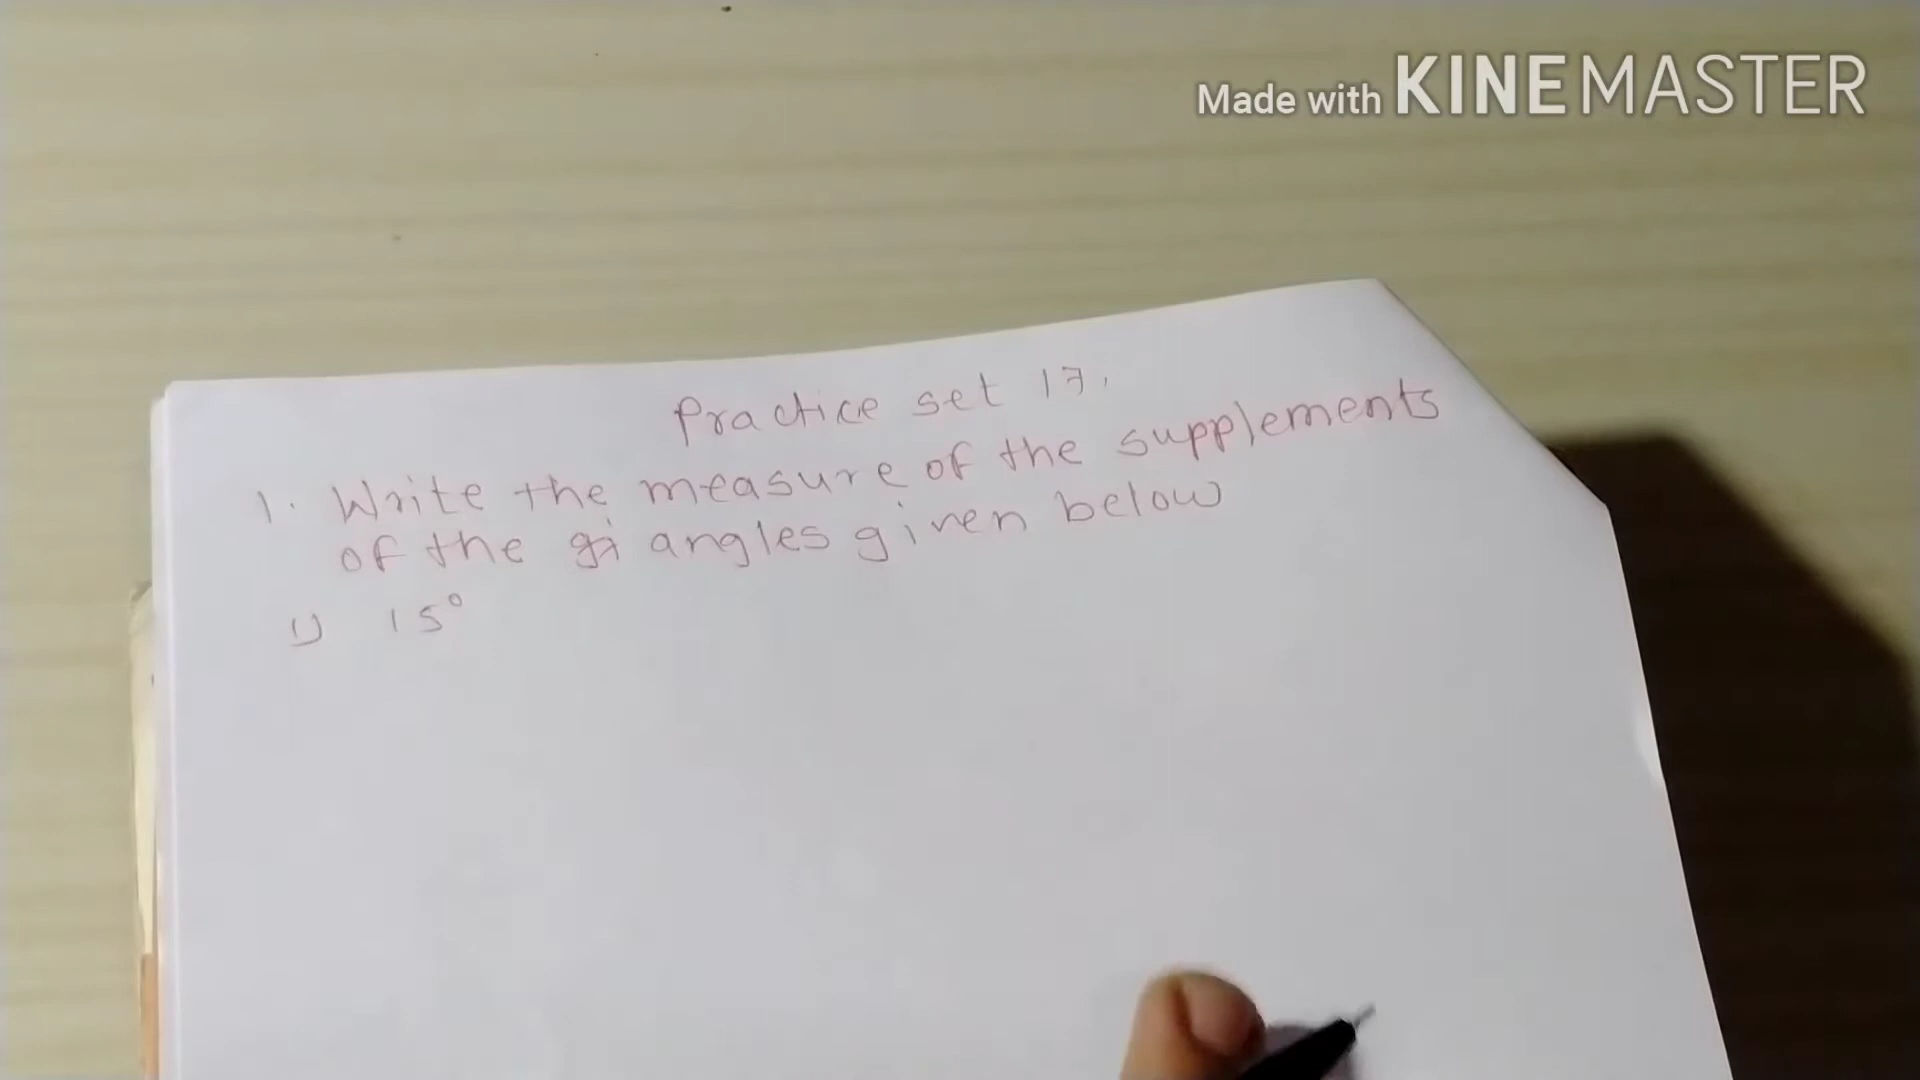 Made with KINEMASTER
Practice set 17.
1. Write the measure of the supplements
of the gi angles given below
1) 15°